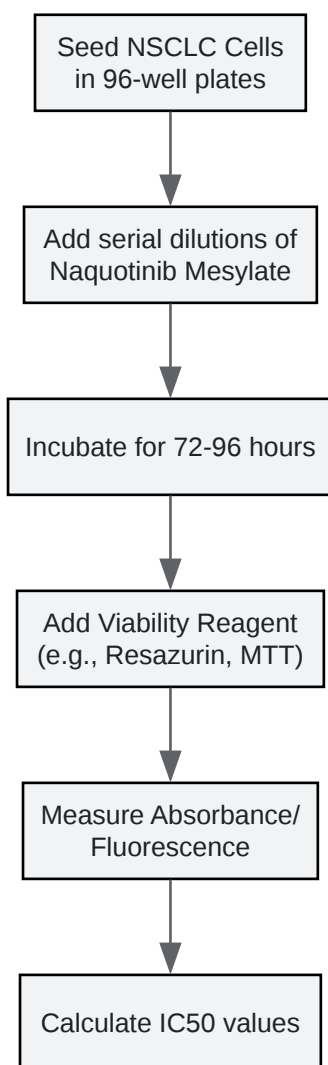 Seed NSCLC Cells
in 96-well plates
Add serial dilutions of
Naquotinib Mesylate
Incubate for 72-96 hours
Add Viability Reagent
(e.g., Resazurin, MTT)
Measure Absorbance/
Fluorescence
Calculate IC50 values